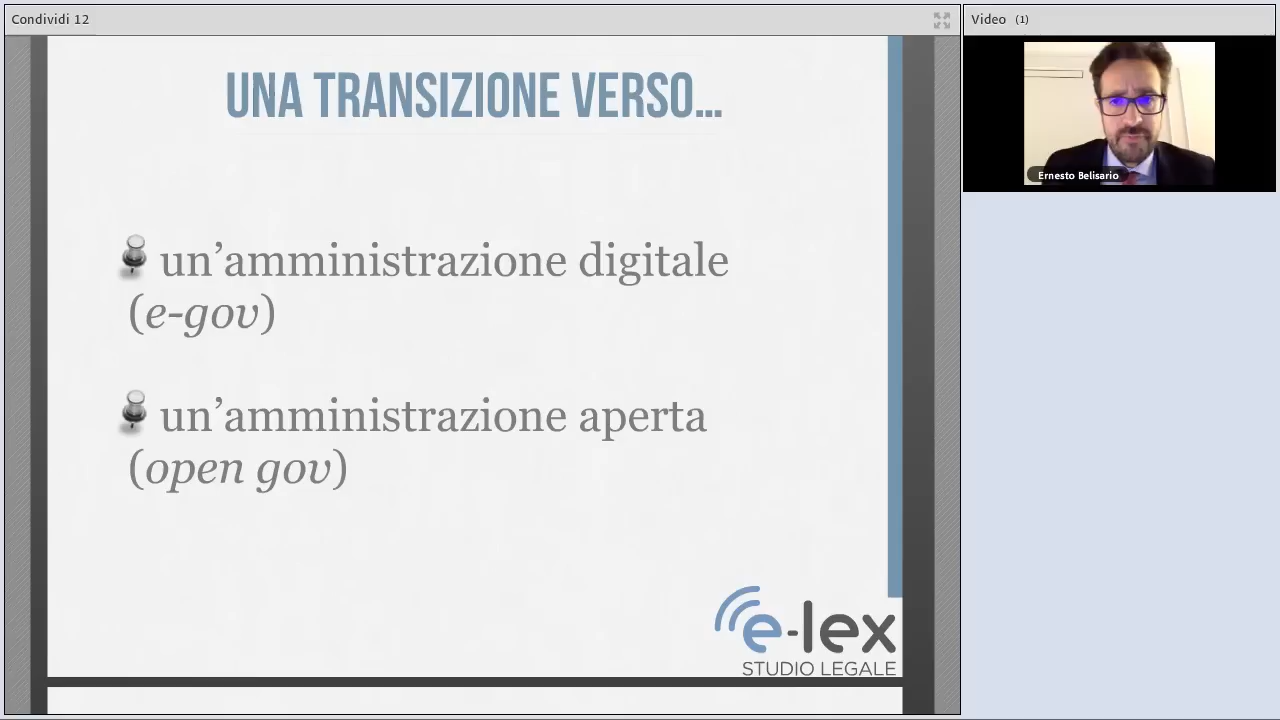 Condividi 12
Video (1)
UNA TRANSIZIONE VERSO...
un’amministrazione digitale
(e-gov)
un’amministrazione aperta
(open gov)
e-lex
STUDIO LEGALE
Ernesto Belisario